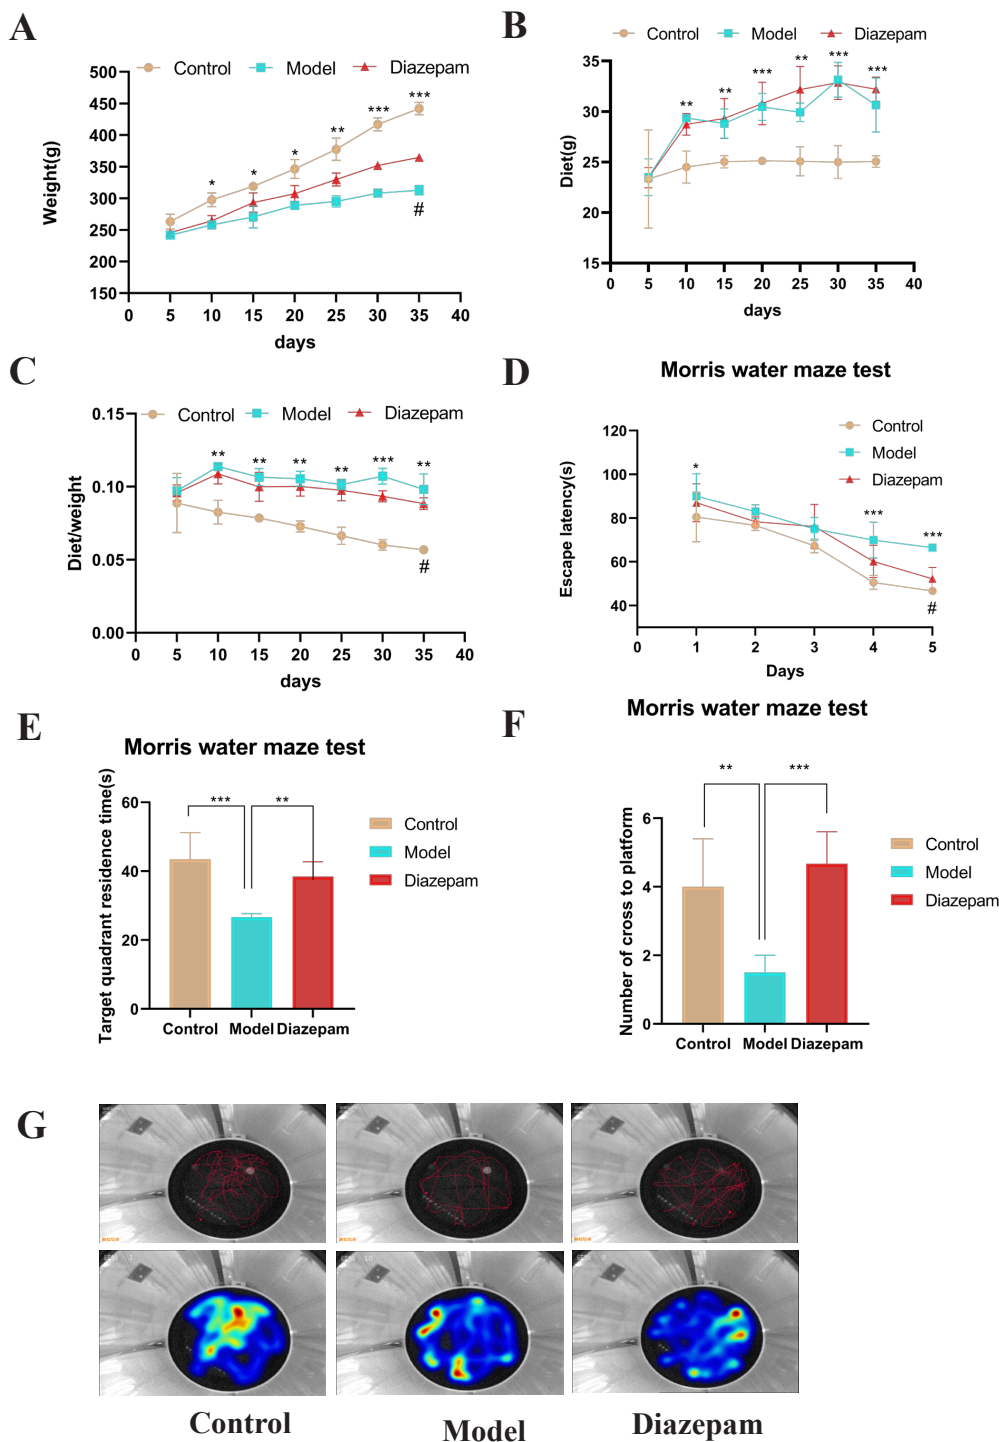 A
Control Model Diazepam
Weight(g)
500
450
400
350
300
250
200
150
* * * ** *** ***
#
0 5 10 15 20 25 30 35 40
days
B
Control Model Diazepam
Diet(g)
35
30
25
20
15
** ** *** ** *** ***
0 5 10 15 20 25 30 35 40
days
C
Control Model Diazepam
Diet/weight
0.15
0.10
0.05
0.00
** ** ** ** *** **
#
0 5 10 15 20 25 30 35 40
days
D
Morris water maze test
Control
Model
Diazepam
Escape latency(s)
120
100
80
60
40
* *** ***
#
0 1 2 3 4 5
Days
E
Morris water maze test
Target quadrant residence time(s)
60
40
20
0
*** **
Control Model Diazepam
Control
Model
Diazepam
F
Morris water maze test
Number of cross to platform
6
4
2
0
** ***
Control Model Diazepam
Control
Model
Diazepam
G
Control Model Diazepam